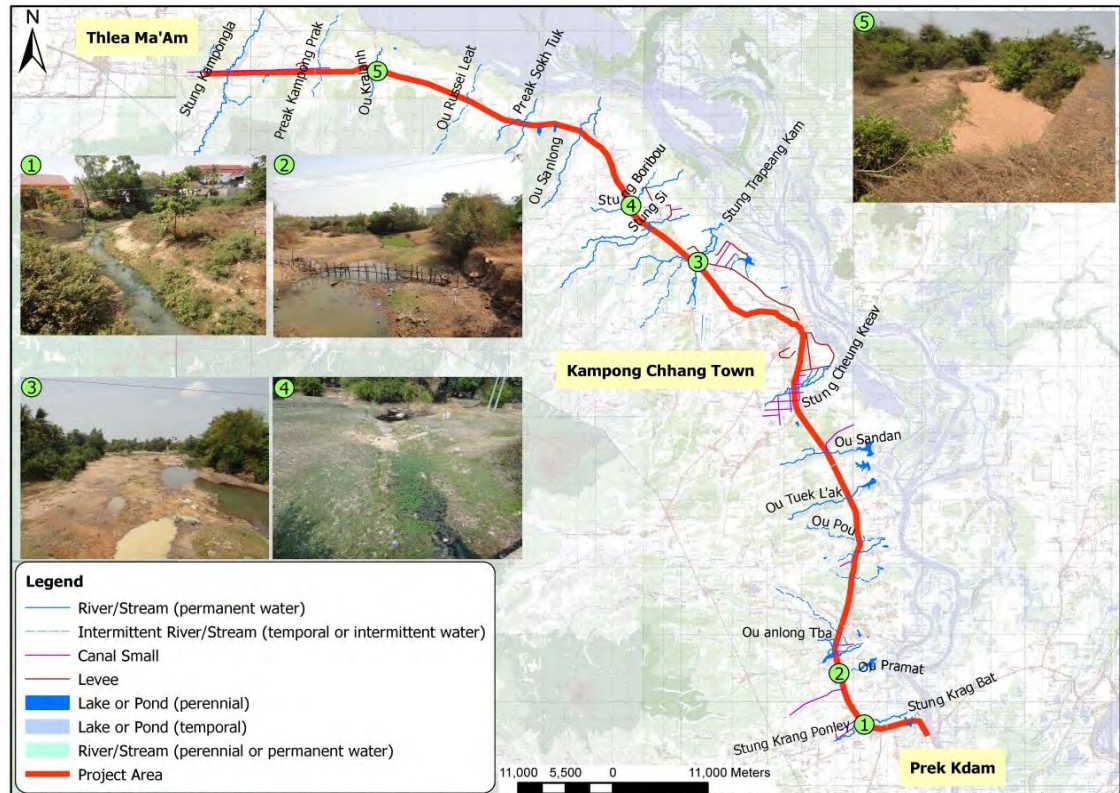 N
Thlea Ma'Am
Stung Kampongla
Preak Kampong Prak
5
Ou Kralanh
Ou Russei Leat
Preak Sokh Tuk
Ou Sanlong
5
1
2
Stung Boribou
4
Stung Si
Stung Trapeang Kam
3
Kampong Chhang Town
Stung Cheung Kreav
3
4
Ou Sandan
Ou Tuek L'ak
Ou Pou
Ou anlong Tba
Ou Pramat
2
Stung Krag Bat
1
Stung Krang Ponley
Prek Kdam
Legend
River/Stream (permanent water)
Intermittent River/Stream (temporal or intermittent water)
Canal Small
Levee
Lake or Pond (perennial)
Lake or Pond (temporal)
River/Stream (perennial or permanent water)
Project Area
11,000 5,500 0 11,000 Meters